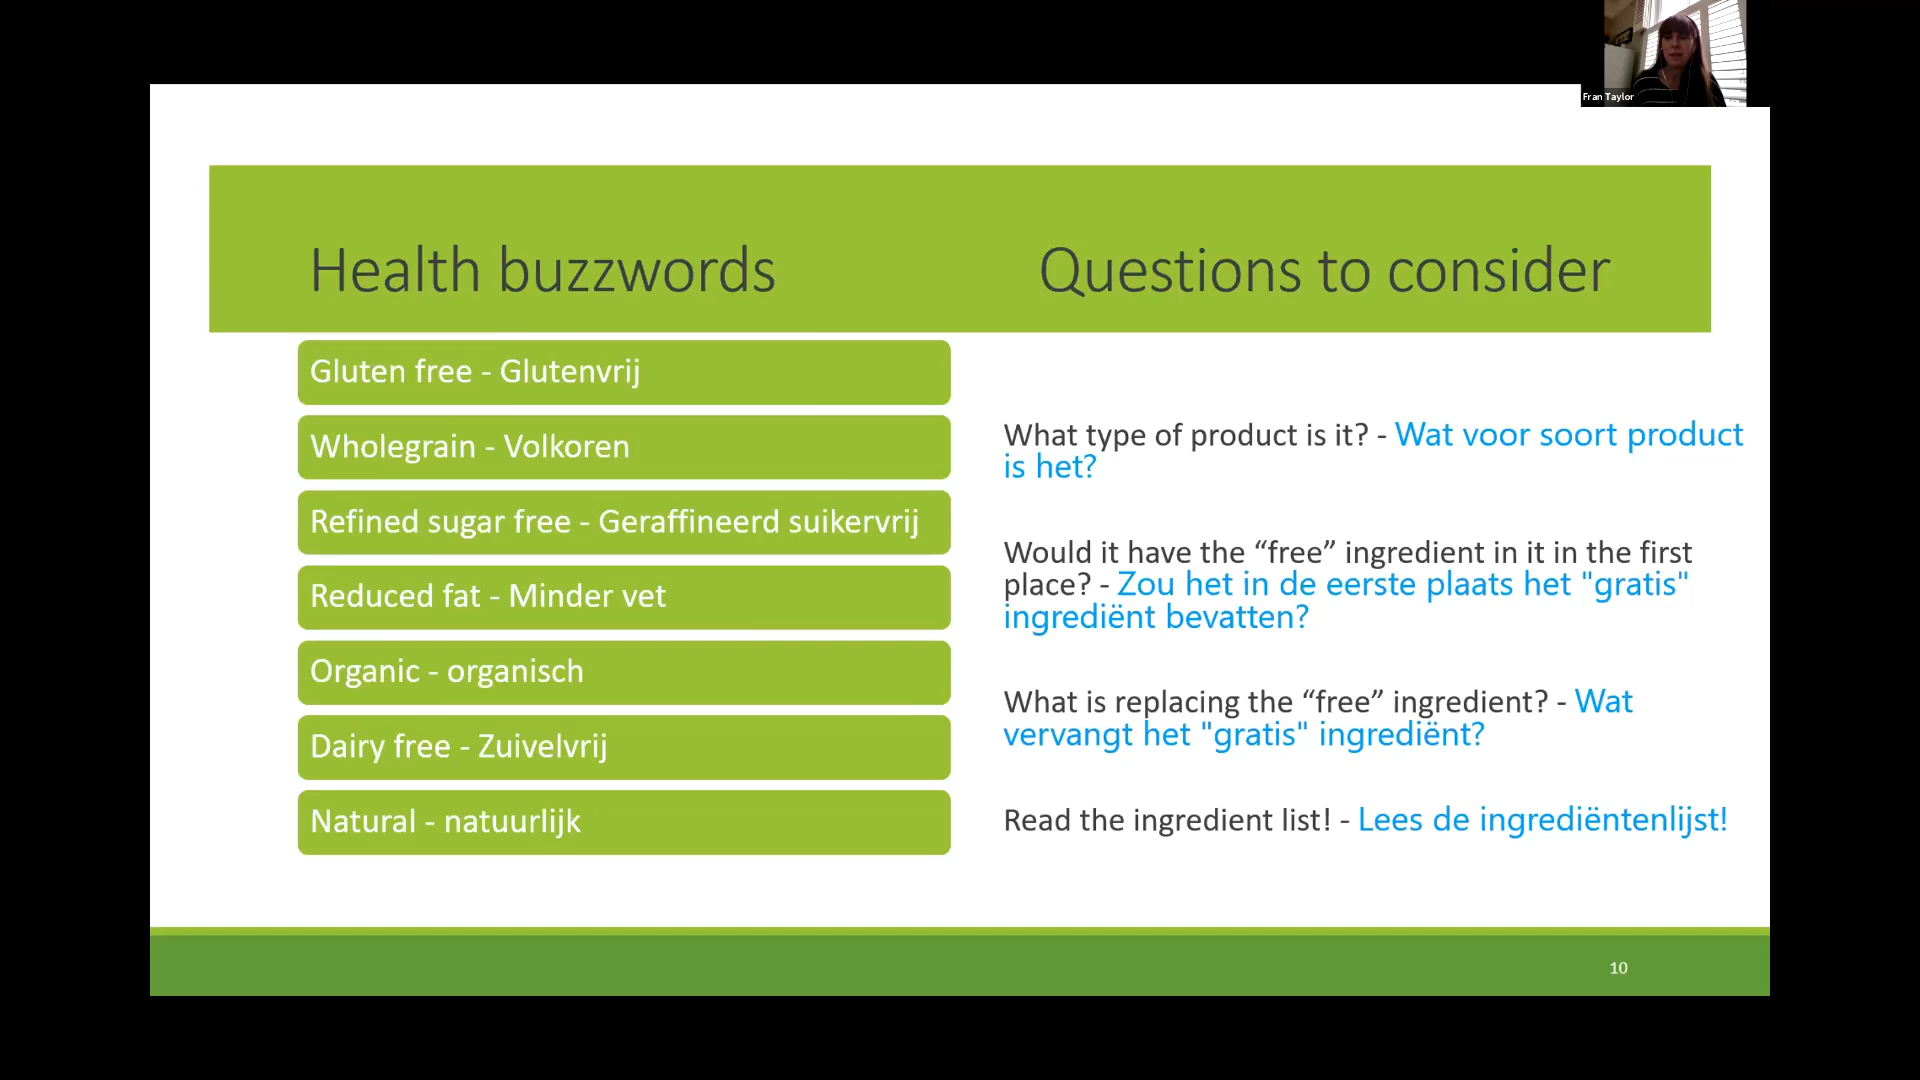 Fran Taylor
Health buzzwords
Questions to consider
Gluten free - Glutenvrij
Wholegrain - Volkoren
Refined sugar free - Geraffineerd suikervrij
Reduced fat - Minder vet
Organic - organisch
Dairy free - Zuivelvrij
Natural - natuurlijk
What type of product is it? - Wat voor soort product
is het?
Would it have the “free” ingredient in it in the first
place? - Zou het in de eerste plaats het "gratis"
ingrediënt bevatten?
What is replacing the “free” ingredient? - Wat
vervangt het "gratis" ingrediënt?
Read the ingredient list! - Lees de ingrediëntenlijst!
10